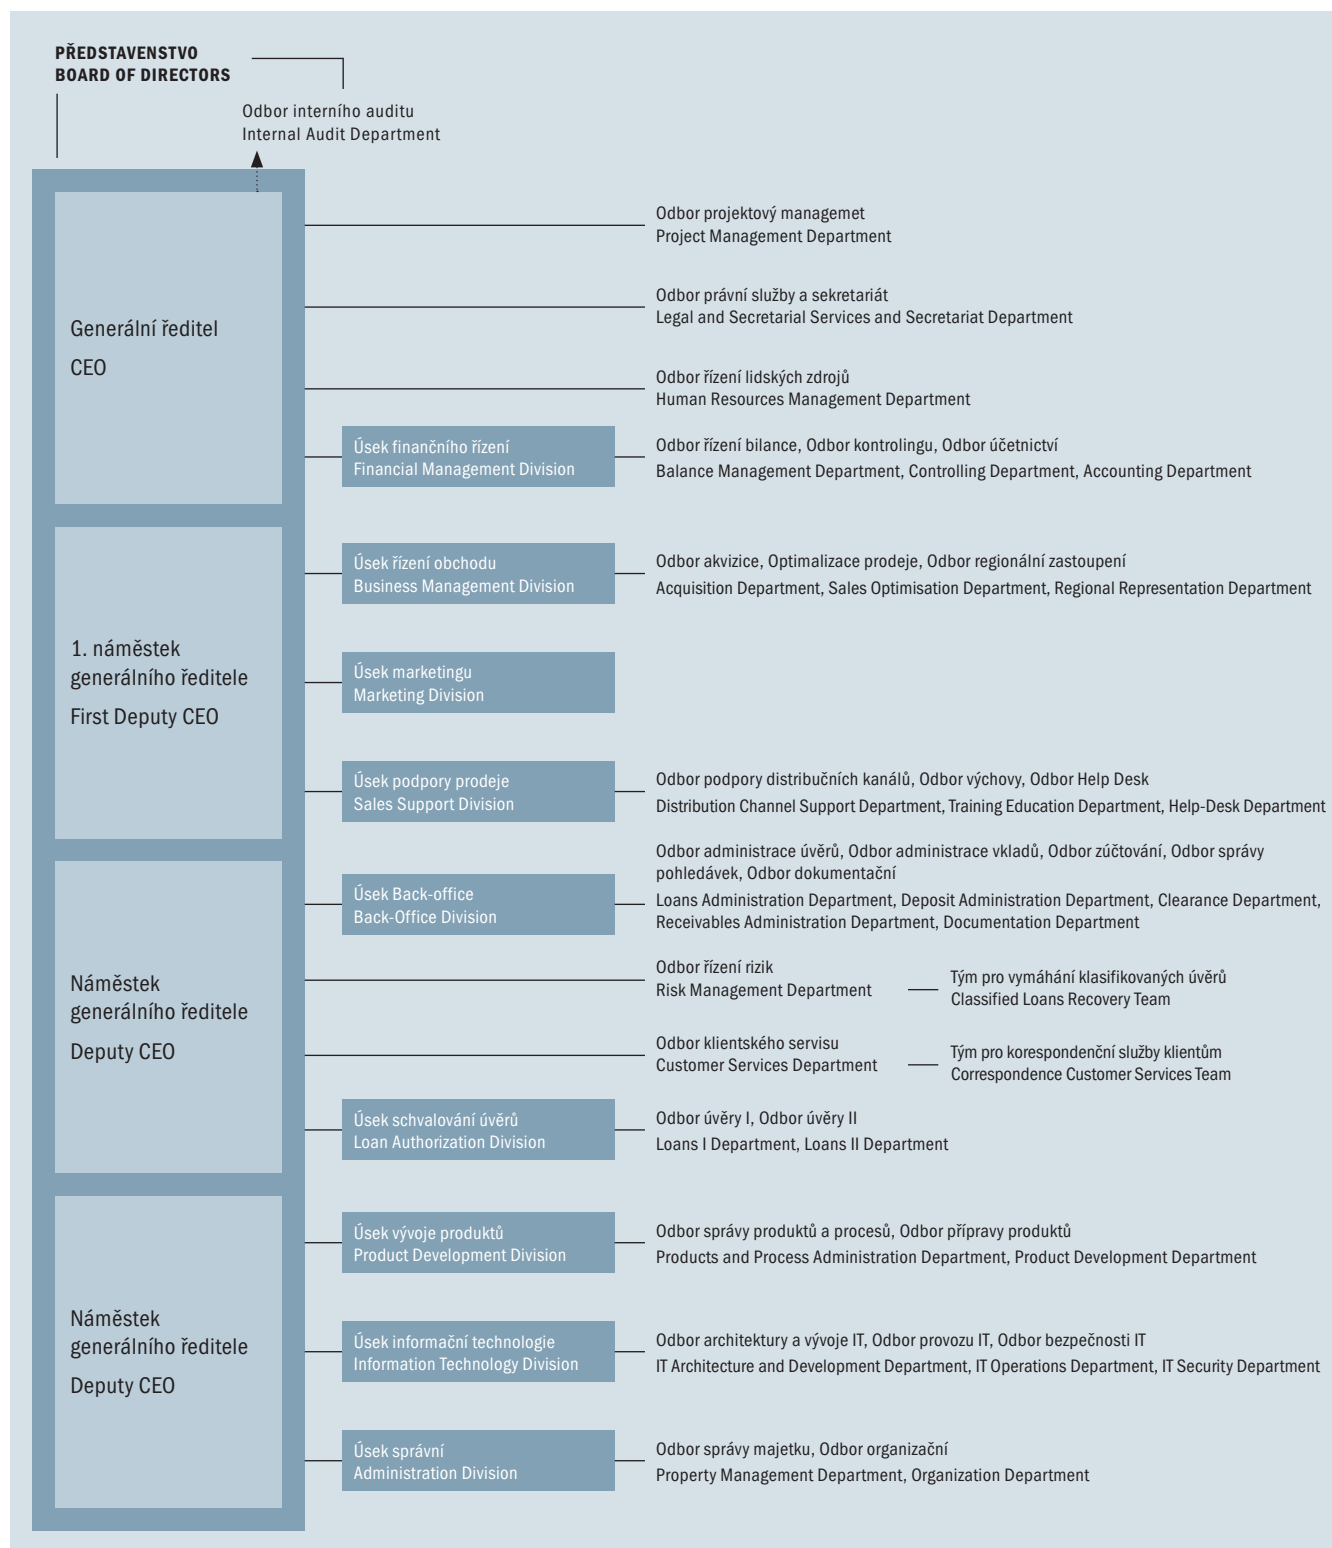 PŘEDSTAVENSTVO
BOARD OF DIRECTORS
Odbor interního auditu
Internal Audit Department
Generální ředitel
CEO
Odbor projektový managemet
Project Management Department
Odbor právní služby a sekretariát
Legal and Secretarial Services and Secretariat Department
Odbor řízení lidských zdrojů
Human Resources Management Department
Úsek finančního řízení
Financial Management Division
Odbor řízení bilance, Odbor kontrolingu, Odbor účetnictví
Balance Management Department, Controlling Department, Accounting Department
1. náměstek
generálního ředitele
First Deputy CEO
Úsek řízení obchodu
Business Management Division
Odbor akvizice, Optimalizace prodeje, Odbor regionální zastoupení
Acquisition Department, Sales Optimisation Department, Regional Representation Department
Úsek marketingu
Marketing Division
Úsek podpory prodeje
Sales Support Division
Odbor podpory distribučních kanálů, Odbor výchovy, Odbor Help Desk
Distribution Channel Support Department, Training Education Department, Help-Desk Department
Náměstek
generálního ředitele
Deputy CEO
Úsek Back-office
Back-Office Division
Odbor administrace úvěrů, Odbor administrace vkladů, Odbor zúčtování, Odbor správy
pohledávek, Odbor dokumentační
Loans Administration Department, Deposit Administration Department, Clearance Department,
Receivables Administration Department, Documentation Department
Odbor řízení rizik
Risk Management Department
Tým pro vymáhání klasifikovaných úvěrů
Classified Loans Recovery Team
Odbor klientského servisu
Customer Services Department
Tým pro korespondenční služby klientům
Correspondence Customer Services Team
Úsek schvalování úvěrů
Loan Authorization Division
Odbor úvěry I, Odbor úvěry II
Loans I Department, Loans II Department
Náměstek
generálního ředitele
Deputy CEO
Úsek vývoje produktů
Product Development Division
Odbor správy produktů a procesů, Odbor přípravy produktů
Products and Process Administration Department, Product Development Department
Úsek informační technologie
Information Technology Division
Odbor architektury a vývoje IT, Odbor provozu IT, Odbor bezpečnosti IT
IT Architecture and Development Department, IT Operations Department, IT Security Department
Úsek správní
Administration Division
Odbor správy majetku, Odbor organizační
Property Management Department, Organization Department